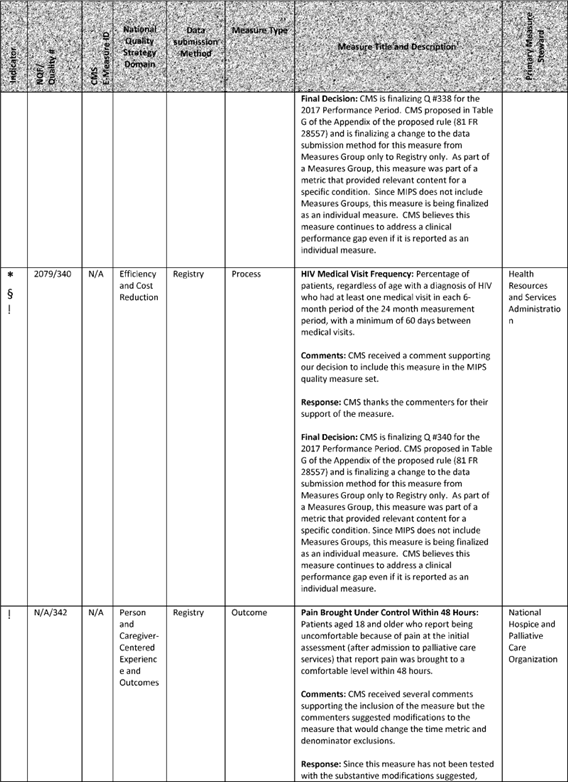 Indicator
NQF/
Quality #
CMS
E-Measure ID
National
Quality
Strategy
Domain
Data
submission
Method
Measure Type
Measure Title and Description
Primary Measure
Steward
Final Decision: CMS is finalizing Q #338 for the
2017 Performance Period. CMS proposed in Table
G of the Appendix of the proposed rule (81 FR
28557) and is finalizing a change to the data
submission method for this measure from
Measures Group only to Registry only. As part of
a Measures Group, this measure was part of a
metric that provided relevant content for a
specific condition. Since MIPS does not include
Measures Groups, this measure is being finalized
as an individual measure. CMS believes this
measure continues to address a clinical
performance gap even if it is reported as an
individual measure.
*
§
!
2079/340
N/A
Efficiency
and Cost
Reduction
Registry
Process
HIV Medical Visit Frequency: Percentage of
patients, regardless of age with a diagnosis of HIV
who had at least one medical visit in each 6-
month period of the 24 month measurement
period, with a minimum of 60 days between
medical visits.
Comments: CMS received a comment supporting
our decision to include this measure in the MIPS
quality measure set.
Response: CMS thanks the commenters for their
support of the measure.
Final Decision: CMS is finalizing Q #340 for the
2017 Performance Period. CMS proposed in Table
G of the Appendix of the proposed rule (81 FR
28557) and is finalizing a change to the data
submission method for this measure from
Measures Group only to Registry only. As part of
a Measures Group, this measure was part of a
metric that provided relevant content for a
specific condition. Since MIPS does not include
Measures Groups, this measure is being finalized
as an individual measure. CMS believes this
measure continues to address a clinical
performance gap even if it is reported as an
individual measure.
Health
Resources
and Services
Administratio
n
!
N/A/342
N/A
Person
and
Caregiver-
Centered
Experienc
e and
Outcomes
Registry
Outcome
Pain Brought Under Control Within 48 Hours:
Patients aged 18 and older who report being
uncomfortable because of pain at the initial
assessment (after admission to palliative care
services) that report pain was brought to a
comfortable level within 48 hours.
Comments: CMS received several comments
supporting the inclusion of the measure but the
commenters suggested modifications to the
measure that would change the time metric and
denominator exclusions.
Response: Since this measure has not been tested
with the substantive modifications suggested,
National
Hospice and
Palliative
Care
Organization